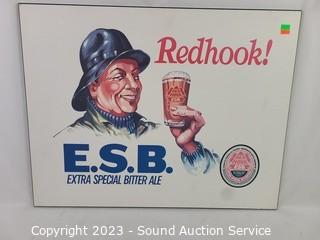 Redhook!
E.S.B.
EXTRA SPECIAL BITTER ALE
Copyright 2023 - Sound Auction Service